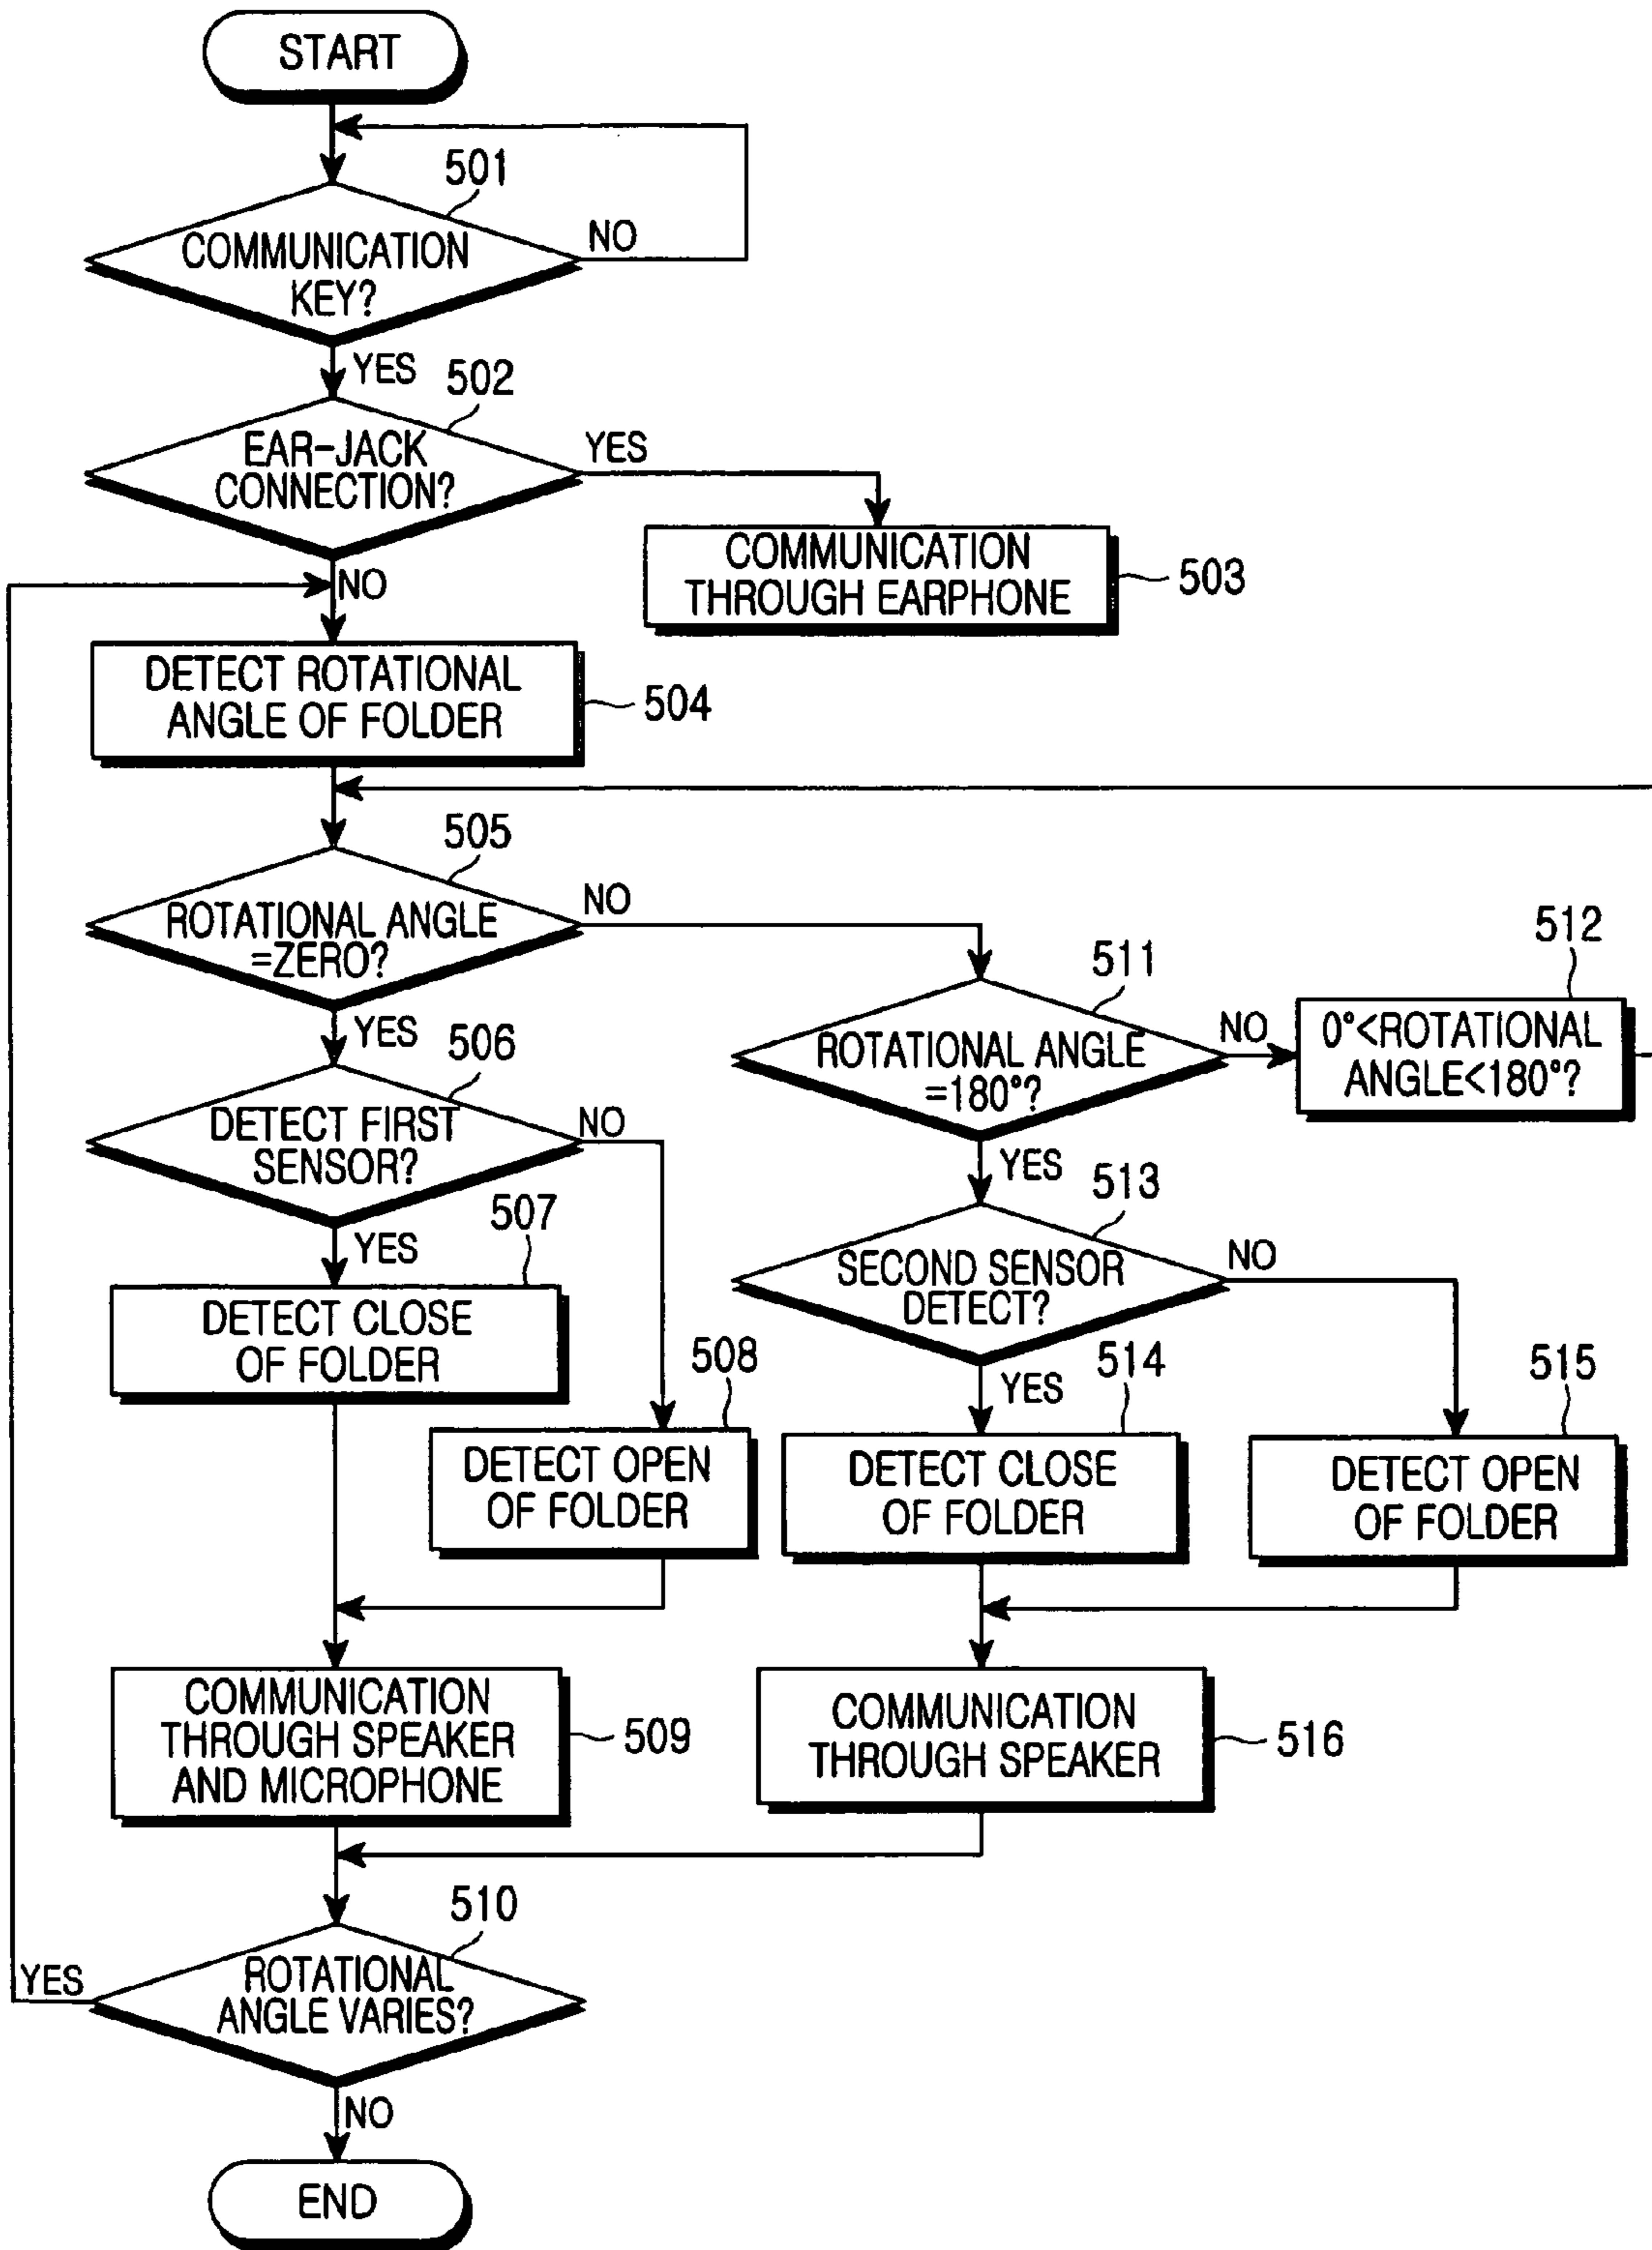 START
501
COMMUNICATION
KEY?
NO
YES
502
EAR-JACK
CONNECTION?
YES
COMMUNICATION
THROUGH EARPHONE
503
NO
DETECT ROTATIONAL
ANGLE OF FOLDER
504
505
ROTATIONAL ANGLE
=ZERO?
NO
YES
511
ROTATIONAL ANGLE
=180°?
NO
512
0°<ROTATIONAL
ANGLE<180°?
506
DETECT FIRST
SENSOR?
NO
YES
YES
513
SECOND SENSOR
DETECT?
NO
YES
507
DETECT CLOSE
OF FOLDER
508
DETECT OPEN
OF FOLDER
514
DETECT CLOSE
OF FOLDER
515
DETECT OPEN
OF FOLDER
COMMUNICATION
THROUGH SPEAKER
AND MICROPHONE
509
COMMUNICATION
THROUGH SPEAKER
516
510
ROTATIONAL
ANGLE VARIES?
YES
NO
END